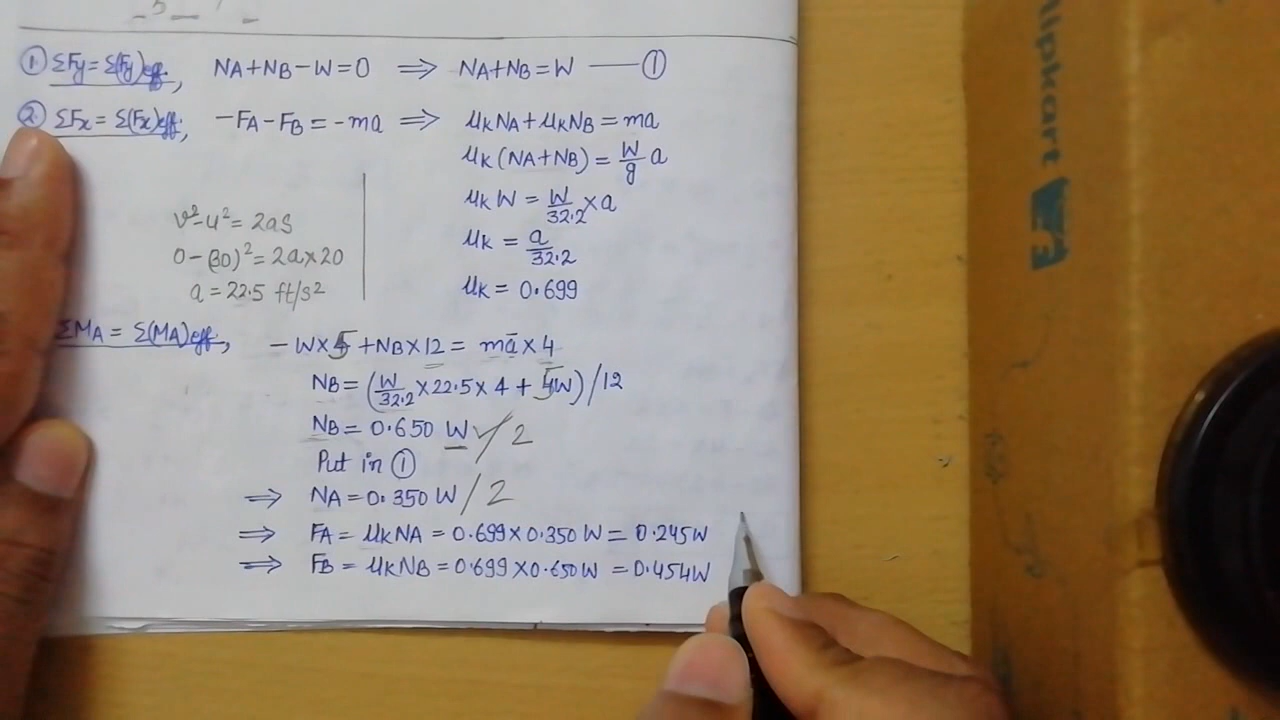 ① ΣFy = Σ(Fy)eff, NA+NB−W=0 ⇒ NA+NB=W —— ①
② ΣFx = Σ(Fx)eff, −FA−FB=−ma ⇒ μKNA+μKNB=ma
μK(NA+NB)=W/g a
μK W = W/32.2 × a
μK = a/32.2
μK = 0.699
v²−u²=2aS
0−(30)²=2a×20
a=22.5 ft/s²
ΣMA = Σ(MA)eff, −W×5+NB×12=mā×4
NB=(W/32.2 ×22.5×4+5W)/12
NB=0.650 W /2
Put in ①
⇒ NA=0.350W /2
⇒ FA=μKNA=0.699×0.350W=0.245W
⇒ FB=μKNB=0.699×0.650W=0.454W
flipkart